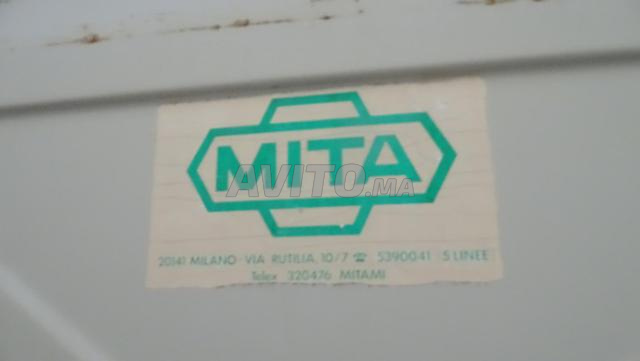 MITA
AVITO.ma
20141 MILANO - VIA RUTILIA, 10/7 ☎ 5390041 5 LINEE
Telex 320476 MITAMI